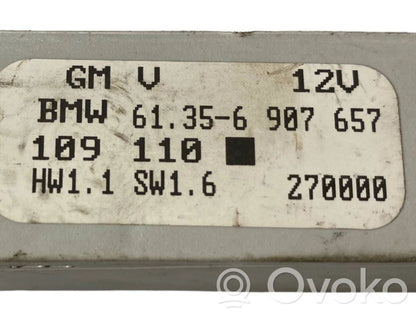 GM V 12V
BMW 61.35-6 907 657
109 110
HW1.1 SW1.6 270000
Ovoko